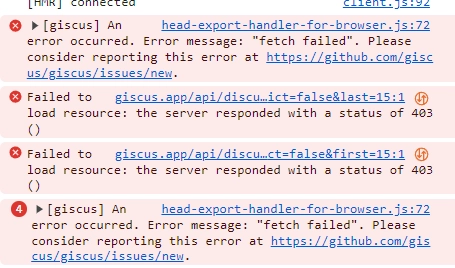 [HMR] connected client.js:92
[giscus] An head-export-handler-for-browser.js:72
error occurred. Error message: "fetch failed". Please
consider reporting this error at https://github.com/gisc
us/giscus/issues/new.
Failed to giscus.app/api/discu…ict=false&last=15:1
load resource: the server responded with a status of 403
()
Failed to giscus.app/api/discu…ct=false&first=15:1
load resource: the server responded with a status of 403
()
4 [giscus] An head-export-handler-for-browser.js:72
error occurred. Error message: "fetch failed". Please
consider reporting this error at https://github.com/gisc
us/giscus/issues/new.